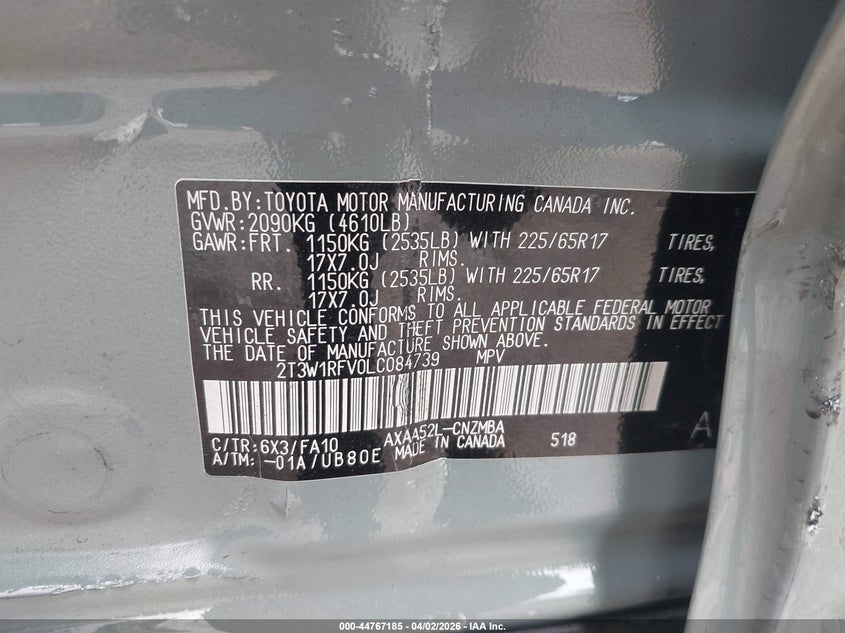 MFD.BY:TOYOTA MOTOR MANUFACTURING CANADA INC.
GVWR:2090KG (4610LB)
GAWR:FRT. 1150KG (2535LB) WITH 225/65R17 TIRES,
17X7.0J RIMS.
RR. 1150KG (2535LB) WITH 225/65R17 TIRES,
17X7.0J RIMS.
THIS VEHICLE CONFORMS TO ALL APPLICABLE FEDERAL MOTOR
VEHICLE SAFETY AND THEFT PREVENTION STANDARDS IN EFFECT
THE DATE OF MANUFACTURE SHOWN ABOVE.
2T3W1RFV0LC084739 MPV
C/TR:6X3/FA10 AXAA52L-CNZMBA 518 A
A/TM:-01A/UB80E MADE IN CANADA
000-44767185 - 04/02/2026 - IAA Inc.